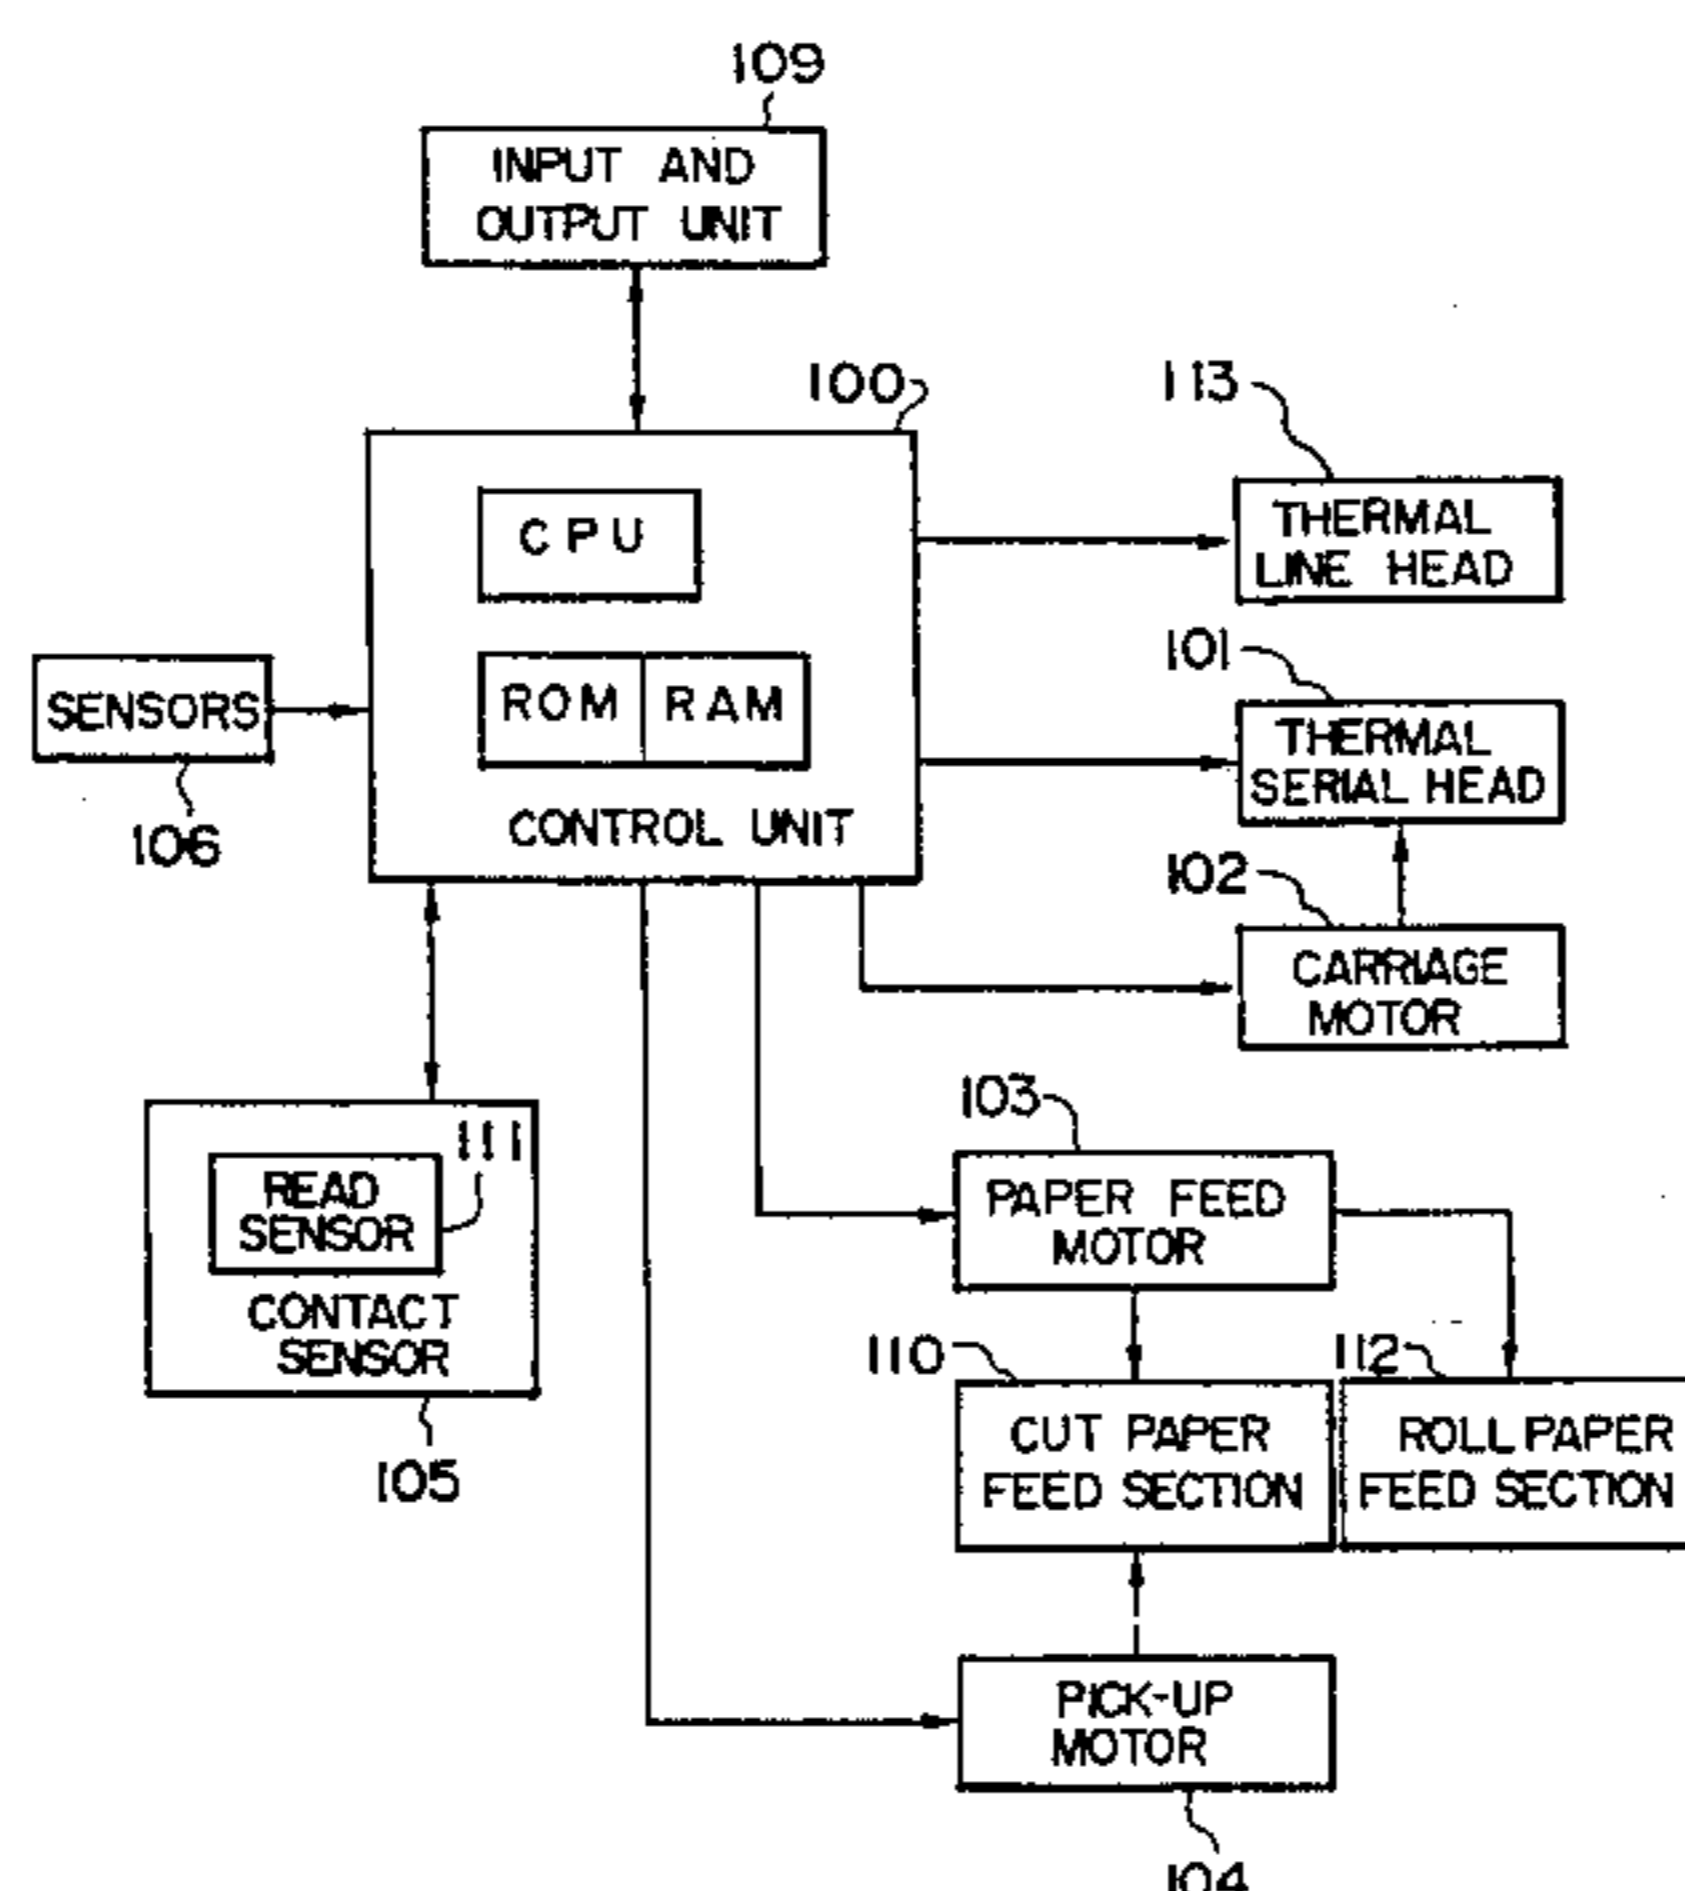 109
INPUT AND
OUTPUT UNIT
100
113
CPU
THERMAL
LINE HEAD
ROM RAM
SENSORS
106
CONTROL UNIT
101
THERMAL
SERIAL HEAD
102
CARRIAGE
MOTOR
111
READ
SENSOR
CONTACT
SENSOR
105
103
PAPER FEED
MOTOR
110
CUT PAPER
FEED SECTION
112
ROLL PAPER
FEED SECTION
PICK-UP
MOTOR
104